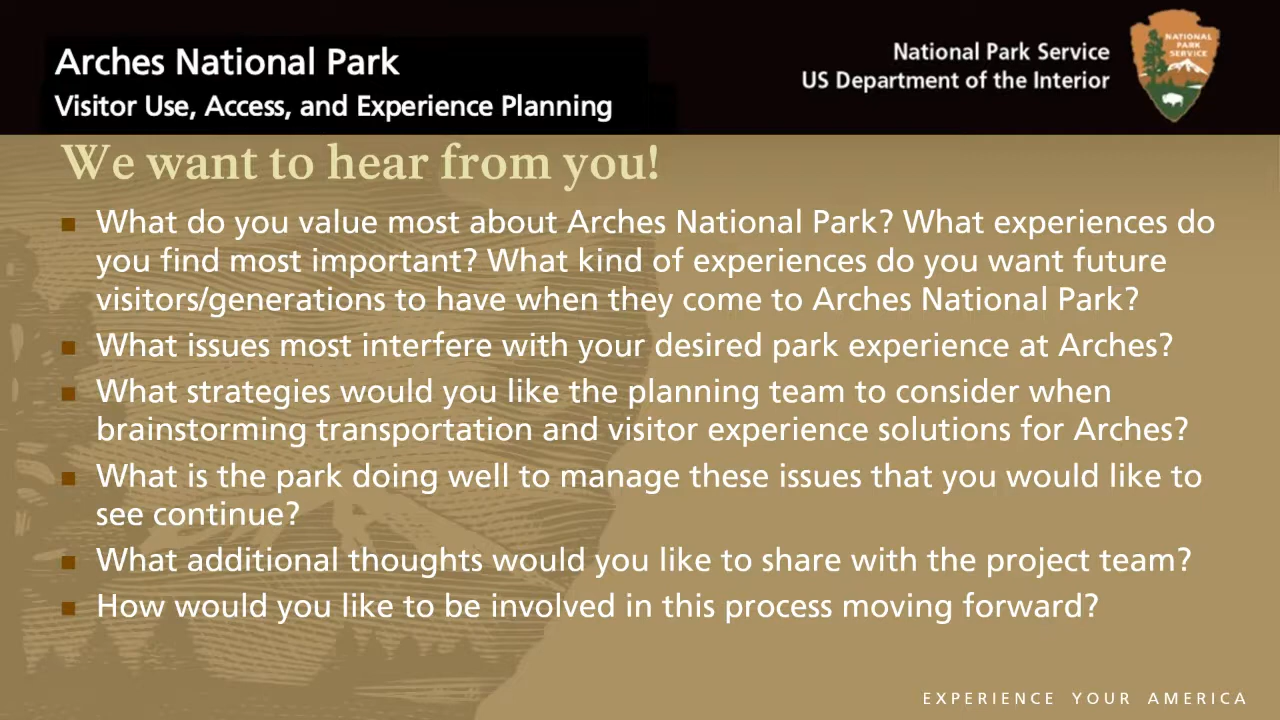 Arches National Park
Visitor Use, Access, and Experience Planning
National Park Service
US Department of the Interior
NATIONAL
PARK
SERVICE
We want to hear from you!
What do you value most about Arches National Park? What experiences do
you find most important? What kind of experiences do you want future
visitors/generations to have when they come to Arches National Park?
What issues most interfere with your desired park experience at Arches?
What strategies would you like the planning team to consider when
brainstorming transportation and visitor experience solutions for Arches?
What is the park doing well to manage these issues that you would like to
see continue?
What additional thoughts would you like to share with the project team?
How would you like to be involved in this process moving forward?
EXPERIENCE YOUR AMERICA